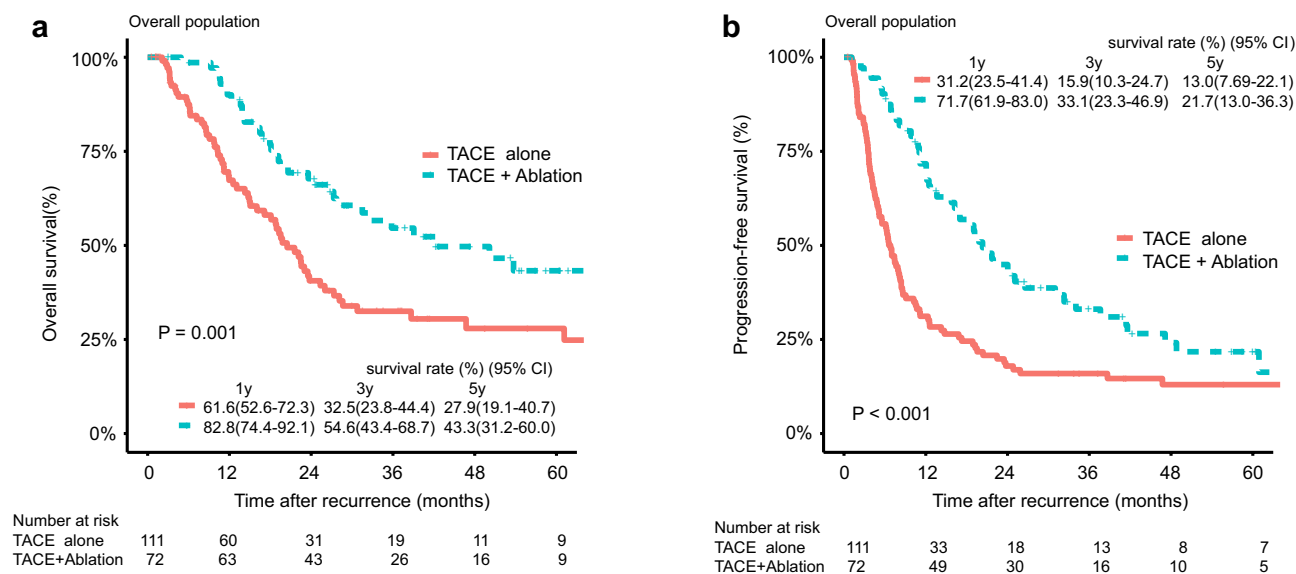 a
Overall population
Overall survival(%)
100%
75%
50%
25%
0%
TACE alone
TACE + Ablation
P = 0.001
survival rate (%) (95% CI)
1y 3y 5y
61.6(52.6-72.3) 32.5(23.8-44.4) 27.9(19.1-40.7)
82.8(74.4-92.1) 54.6(43.4-68.7) 43.3(31.2-60.0)
0 12 24 36 48 60
Time after recurrence (months)
Number at risk
TACE alone 111 60 31 19 11 9
TACE+Ablation 72 63 43 26 16 9
b
Overall population
Progression-free survival (%)
100%
75%
50%
25%
0%
survival rate (%) (95% CI)
1y 3y 5y
31.2(23.5-41.4) 15.9(10.3-24.7) 13.0(7.69-22.1)
71.7(61.9-83.0) 33.1(23.3-46.9) 21.7(13.0-36.3)
TACE alone
TACE + Ablation
P < 0.001
0 12 24 36 48 60
Time after recurrence (months)
Number at risk
TACE alone 111 33 18 13 8 7
TACE+Ablation 72 49 30 16 10 5